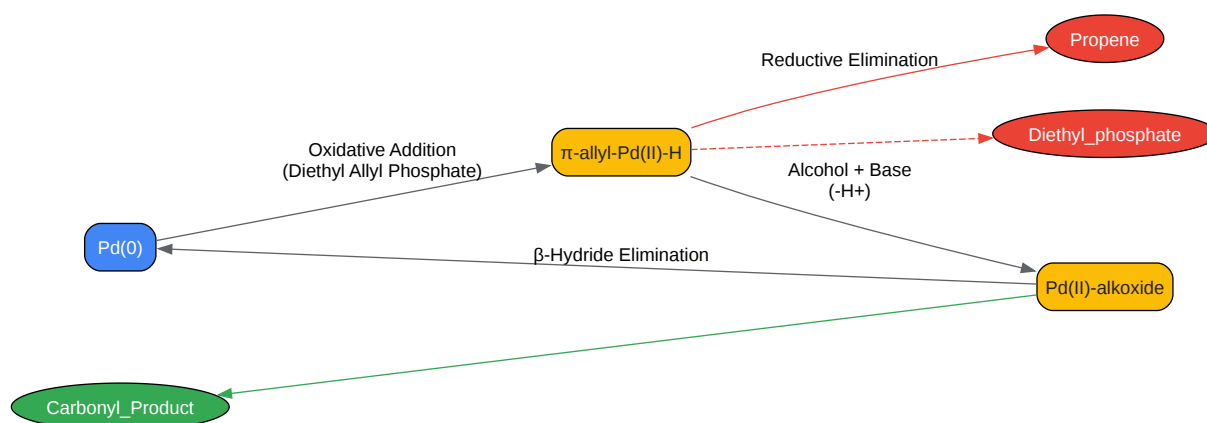 Propene
Reductive Elimination
Diethyl_phosphate
π-allyl-Pd(II)-H
Oxidative Addition
(Diethyl Allyl Phosphate)
Alcohol + Base
(-H+)
Pd(0)
β-Hydride Elimination
Pd(II)-alkoxide
Carbonyl_Product